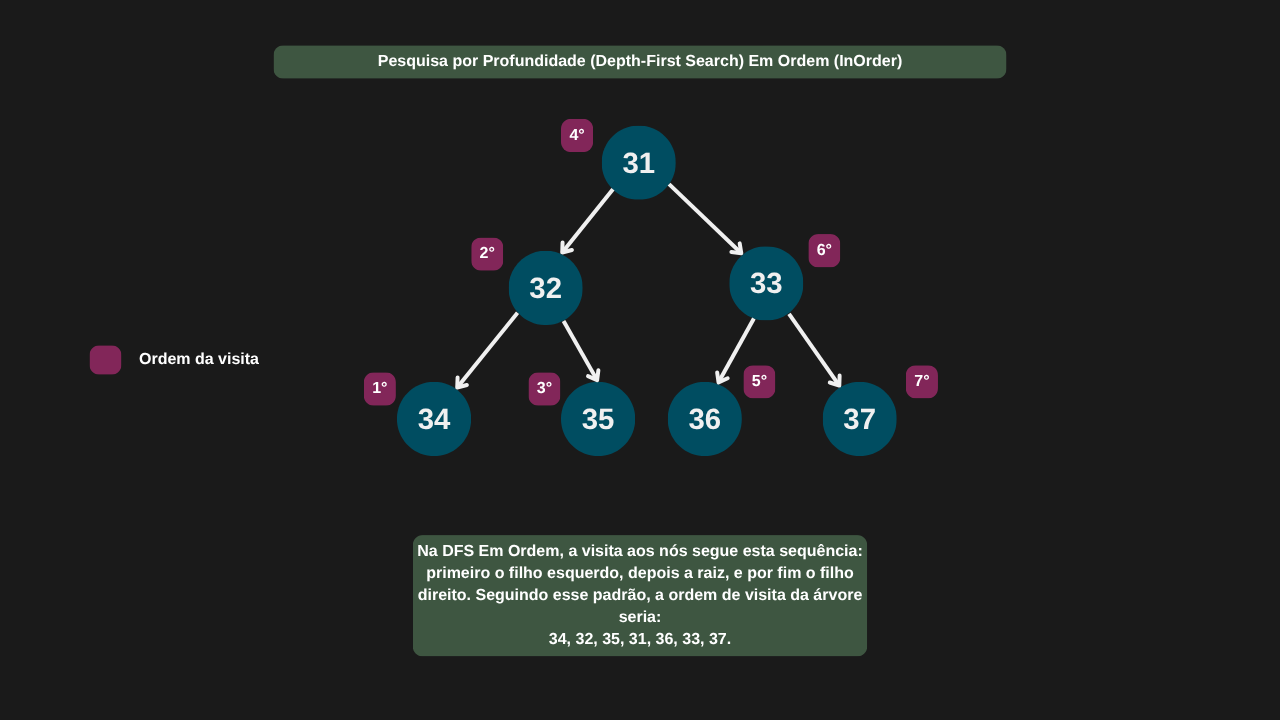 Pesquisa por Profundidade (Depth-First Search) Em Ordem (InOrder)
4°
31
2°
6°
32
33
Ordem da visita
1°
3°
5°
7°
34
35
36
37
Na DFS Em Ordem, a visita aos nós segue esta sequência:
primeiro o filho esquerdo, depois a raiz, e por fim o filho
direito. Seguindo esse padrão, a ordem de visita da árvore
seria:
34, 32, 35, 31, 36, 33, 37.